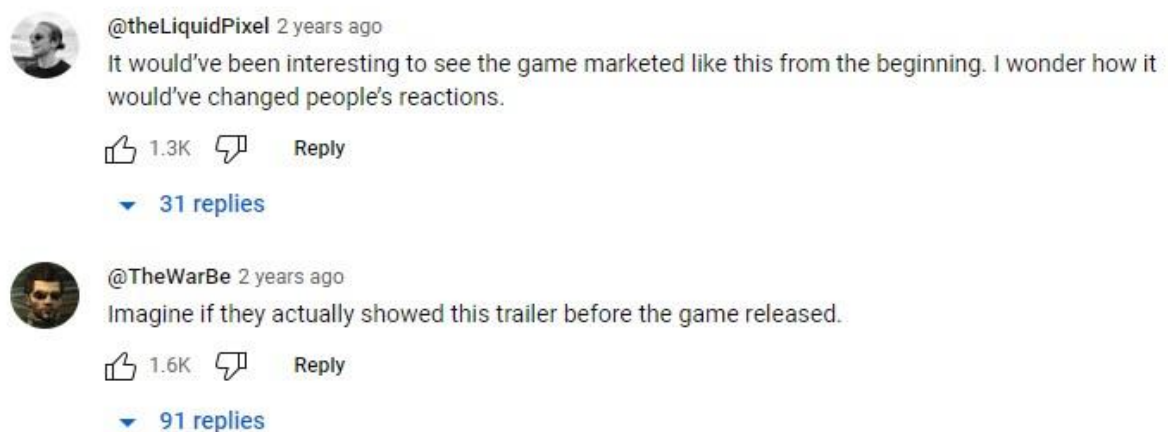 @theLiquidPixel 2 years ago
It would've been interesting to see the game marketed like this from the beginning. I wonder how it
would've changed people's reactions.
1.3K Reply
31 replies
@TheWarBe 2 years ago
Imagine if they actually showed this trailer before the game released.
1.6K Reply
91 replies